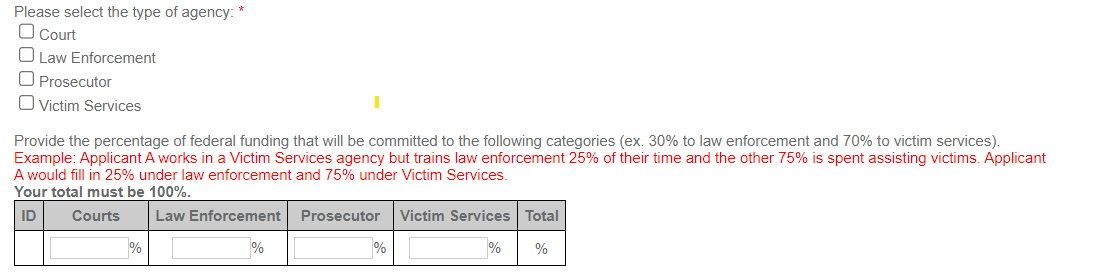 Please select the type of agency: *
Court
Law Enforcement
Prosecutor
Victim Services
Provide the percentage of federal funding that will be committed to the following categories (ex. 30% to law enforcement and 70% to victim services).
Example: Applicant A works in a Victim Services agency but trains law enforcement 25% of their time and the other 75% is spent assisting victims. Applicant
A would fill in 25% under law enforcement and 75% under Victim Services.
Your total must be 100%.
ID Courts Law Enforcement Prosecutor Victim Services Total
% % % % %